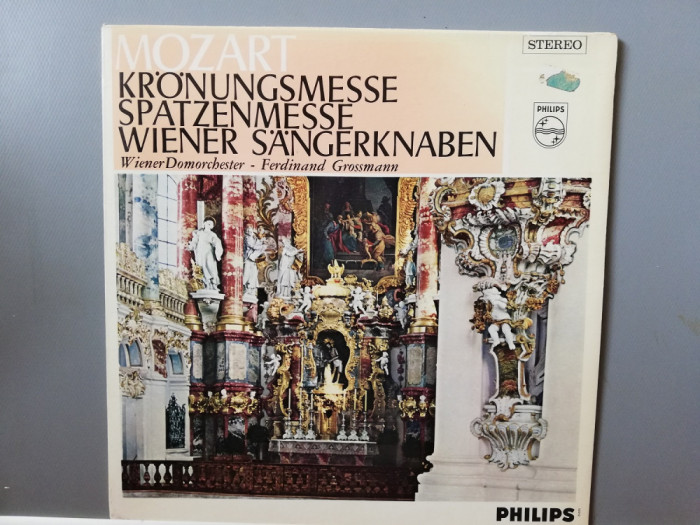 MOZART
KRÖNUNGSMESSE
SPATZENMESSE
WIENER SÄNGERKNABEN
Wiener Domorchester - Ferdinand Grossmann
STEREO
PHILIPS
PHILIPS